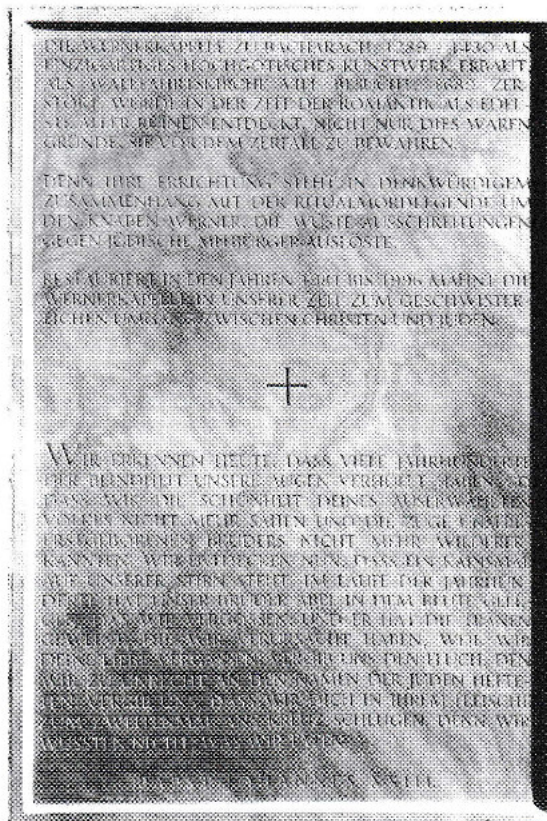 DIE WERNERKAPELLE ZU BACHARACH, 1289 - 1430 ALS
EINZIGARTIGES HOCHGOTISCHES KUNSTWERK ERBAUT
ALS WALLFAHRTSKIRCHE VIEL BESUCHT, 1689 ZER-
STÖRT, WURDE IN DER ZEIT DER ROMANTIK ALS EDEL-
STE ALLER RUINEN ENTDECKT. NICHT NUR DIES WAREN
GRÜNDE, SIE VOR DEM ZERFALL ZU BEWAHREN.
DENN IHRE ERRICHTUNG STEHT IN DENKWÜRDIGEM
ZUSAMMENHANG MIT DER RITUALMORDLEGENDE UM
DEN KNABEN WERNER, DIE WÜSTE AUSSCHREITUNGEN
GEGEN JÜDISCHE MITBÜRGER AUSLÖSTE.
RESTAURIERT IN DEN JAHREN BIS 1996 MAHNT DIE
WERNERKAPELLE IN UNSERER ZEIT ZUM GESCHWISTER-
LICHEN UMGANG ZWISCHEN CHRISTEN UND JUDEN.
WIR ERKENNEN HEUTE, DASS VIELE JAHRHUNDERTE
DER BLINDHEIT UNSERE AUGEN VERHÜLLT HABEN, SO
DASS WIR DIE SCHÖNHEIT DEINES AUSERWÄHLTEN
VOLKES NICHT MEHR SAHEN UND DIE ZÜGE UNSERES
ERSTGEBORENEN BRUDERS NICHT MEHR WIEDERER-
KANNTEN. WIR ENTDECKEN NUN, DASS EIN KAINSMAL
AUF UNSERER STIRN STEHT. IM LAUFE DER JAHRHUN-
DERTE HAT UNSER BRUDER ABEL IN DEM BLUTE GELE-
GEN, DAS WIR VERGOSSEN, UND ER HAT DIE TRÄNEN
GEWEINT, DIE WIR VERURSACHT HABEN, WEIL WIR
DEINE LIEBE VERGASSEN. VERGIB UNS DEN FLUCH, DEN
WIR ZU UNRECHT AN DEN NAMEN DER JUDEN HEFTE-
TEN. VERGIB UNS, DASS WIR DICH IN IHREM FLEISCHE
ZUM ZWEITENMAL ANS KREUZ SCHLUGEN. DENN WIR
WUSSTEN NICHT, WAS WIR TATEN.
JOHANNES XXIII.